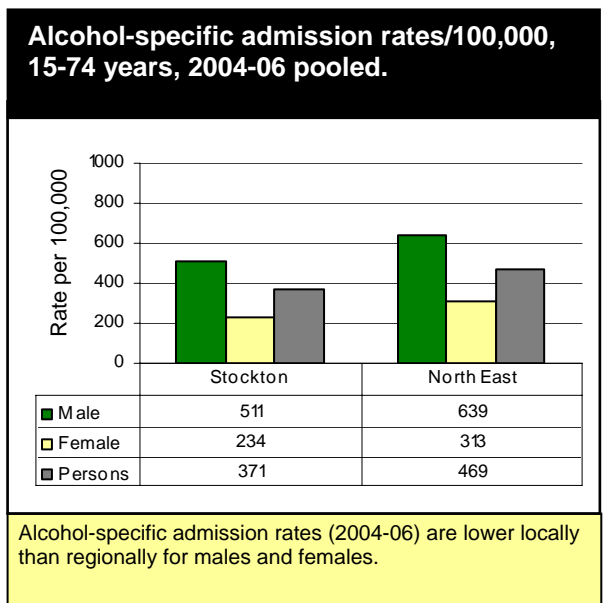 Alcohol-specific admission rates/100,000,
15-74 years, 2004-06 pooled.
Rate per 100,000
1000
800
600
400
200
0
Stockton North East
Male 511 639
Female 234 313
Persons 371 469
Alcohol-specific admission rates (2004-06) are lower locally
than regionally for males and females.